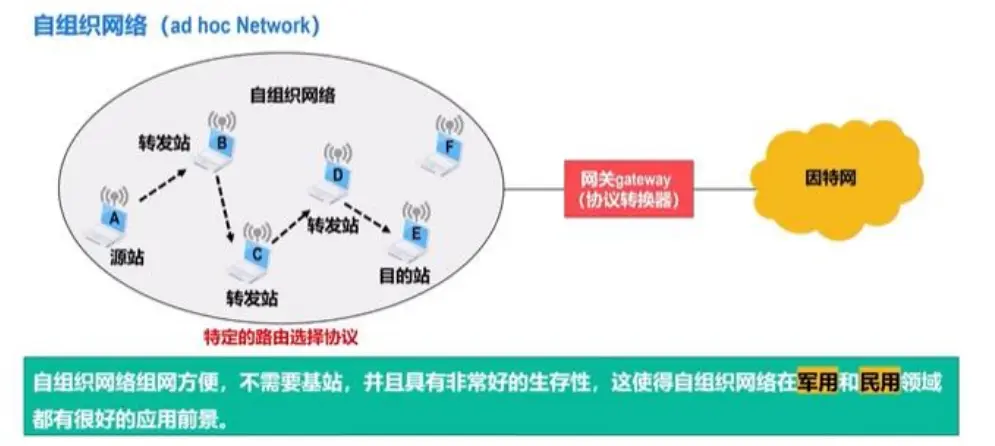 自组织网络（ad hoc Network）
自组织网络
转发站
B
F
D
A
转发站
E
源站
C
目的站
转发站
特定的路由选择协议
网关gateway
（协议转换器）
因特网
自组织网络组网方便，不需要基站，并且具有非常好的生存性，这使得自组织网络在军用和民用领域
都有很好的应用前景。